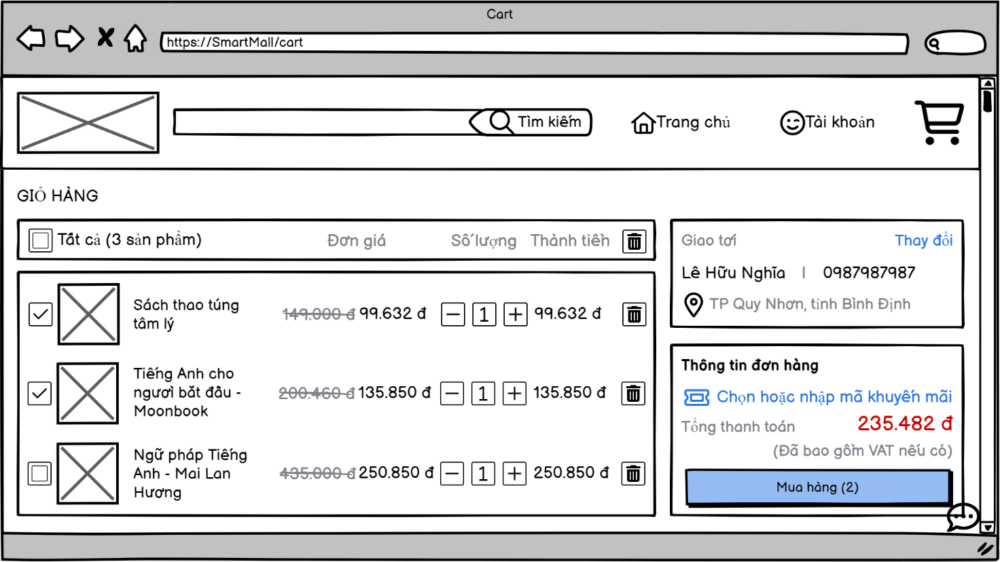 Cart
https://SmartMall/cart
Tìm kiếm
Trang chủ
Tài khoản
GIỎ HÀNG
Tất cả (3 sản phẩm) Đơn giá Số lượng Thành tiền
Sách thao túng
tâm lý
149.000 đ 99.632 đ 1 99.632 đ
Tiếng Anh cho
người bắt đầu -
Moonbook
200.460 đ 135.850 đ 1 135.850 đ
Ngữ pháp Tiếng
Anh - Mai Lan
Hương
435.000 đ 250.850 đ 1 250.850 đ
Giao tới Thay đổi
Lê Hữu Nghĩa | 0987987987
TP Quy Nhơn, tỉnh Bình Định
Thông tin đơn hàng
Chọn hoặc nhập mã khuyến mãi
Tổng thanh toán 235.482 đ
(Đã bao gồm VAT nếu có)
Mua hàng (2)